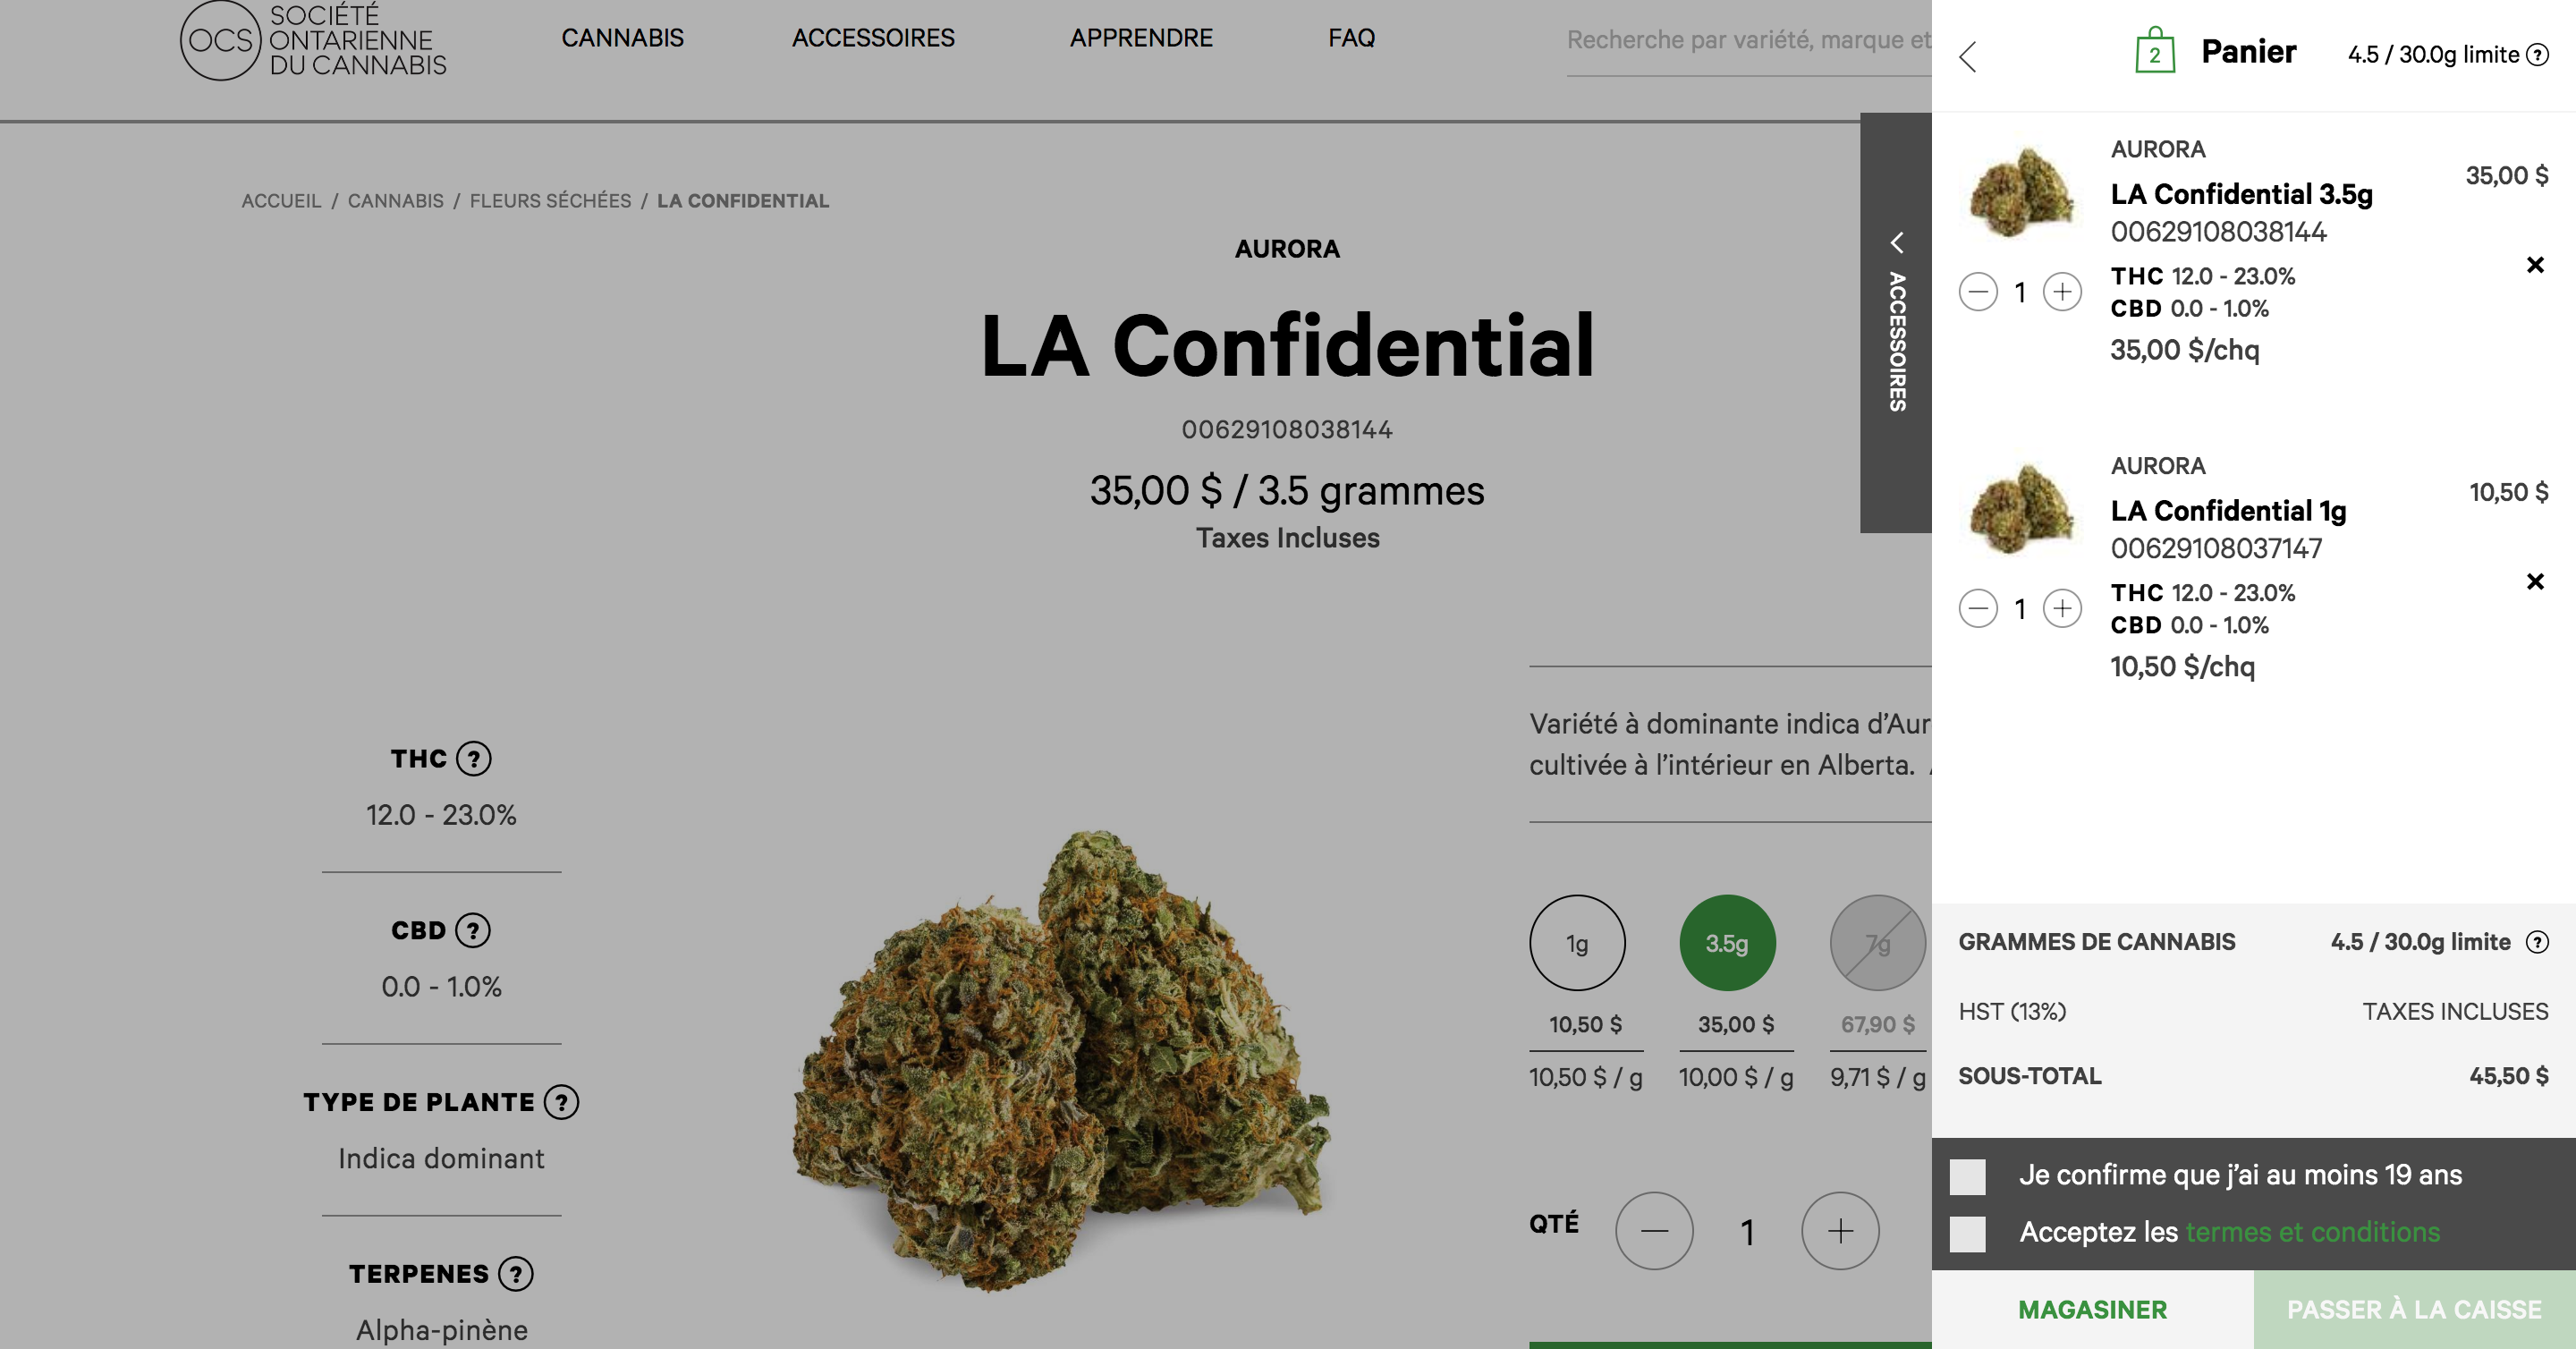 OCS
SOCIÉTÉ
ONTARIENNE
DU CANNABIS
CANNABIS
ACCESSOIRES
APPRENDRE
FAQ
Recherche par variété, marque et
ACCUEIL / CANNABIS / FLEURS SÉCHÉES / LA CONFIDENTIAL
AURORA
LA Confidential
00629108038144
35,00 $ / 3.5 grammes
Taxes Incluses
THC ?
12.0 - 23.0%
CBD ?
0.0 - 1.0%
TYPE DE PLANTE ?
Indica dominant
TERPENES ?
Alpha-pinène
Variété à dominante indica d’Aur
cultivée à l’intérieur en Alberta.
1g
3.5g
7g
10,50 $
35,00 $
67,90 $
10,50 $ / g
10,00 $ / g
9,71 $ / g
QTÉ
1
ACCESSOIRES
2
Panier
4.5 / 30.0g limite ?
AURORA
LA Confidential 3.5g
35,00 $
00629108038144
THC 12.0 - 23.0%
1
CBD 0.0 - 1.0%
35,00 $/chq
AURORA
LA Confidential 1g
10,50 $
00629108037147
THC 12.0 - 23.0%
1
CBD 0.0 - 1.0%
10,50 $/chq
GRAMMES DE CANNABIS
4.5 / 30.0g limite ?
HST (13%)
TAXES INCLUSES
SOUS-TOTAL
45,50 $
Je confirme que j’ai au moins 19 ans
Acceptez les termes et conditions
MAGASINER
PASSER À LA CAISSE